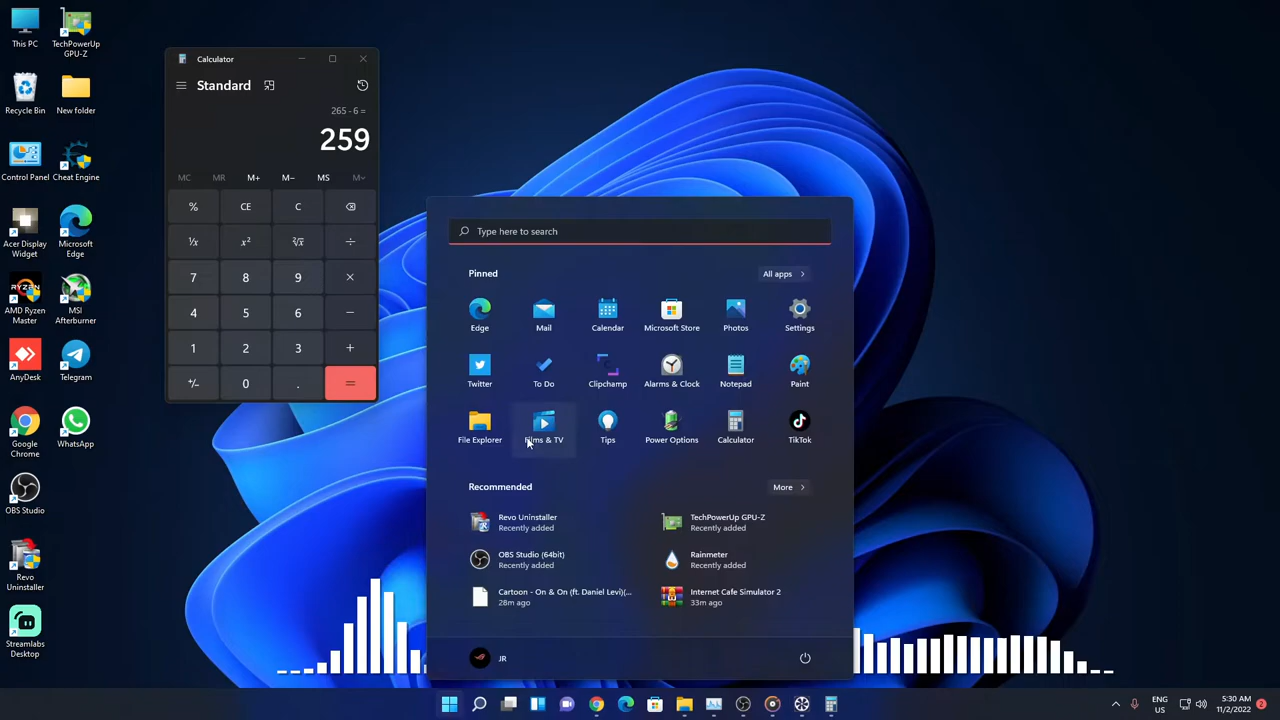 This PC
TechPowerUp
GPU-Z
Recycle Bin
New folder
Control Panel
Cheat Engine
Acer Display
Widget
Microsoft
Edge
AMD Ryzen
Master
MSI
Afterburner
AnyDesk
Telegram
Google
Chrome
WhatsApp
OBS Studio
Revo
Uninstaller
Streamlabs
Desktop
Calculator
Standard
265 - 6 =
259
MC MR M+ M− MS M˅
% CE C
¹/x x² ²√x ÷
7 8 9 ×
4 5 6 −
1 2 3 +
+/− 0 . =
Type here to search
Pinned
All apps >
Edge
Mail
Calendar
Microsoft Store
Photos
Settings
Twitter
To Do
Clipchamp
Alarms & Clock
Notepad
Paint
File Explorer
Films & TV
Tips
Power Options
Calculator
TikTok
Recommended
More >
Revo Uninstaller
Recently added
TechPowerUp GPU-Z
Recently added
OBS Studio (64bit)
Recently added
Rainmeter
Recently added
Cartoon - On & On (ft. Daniel Levi)(...
28m ago
Internet Cafe Simulator 2
33m ago
JR
ENG
US
5:30 AM
11/2/2022
2